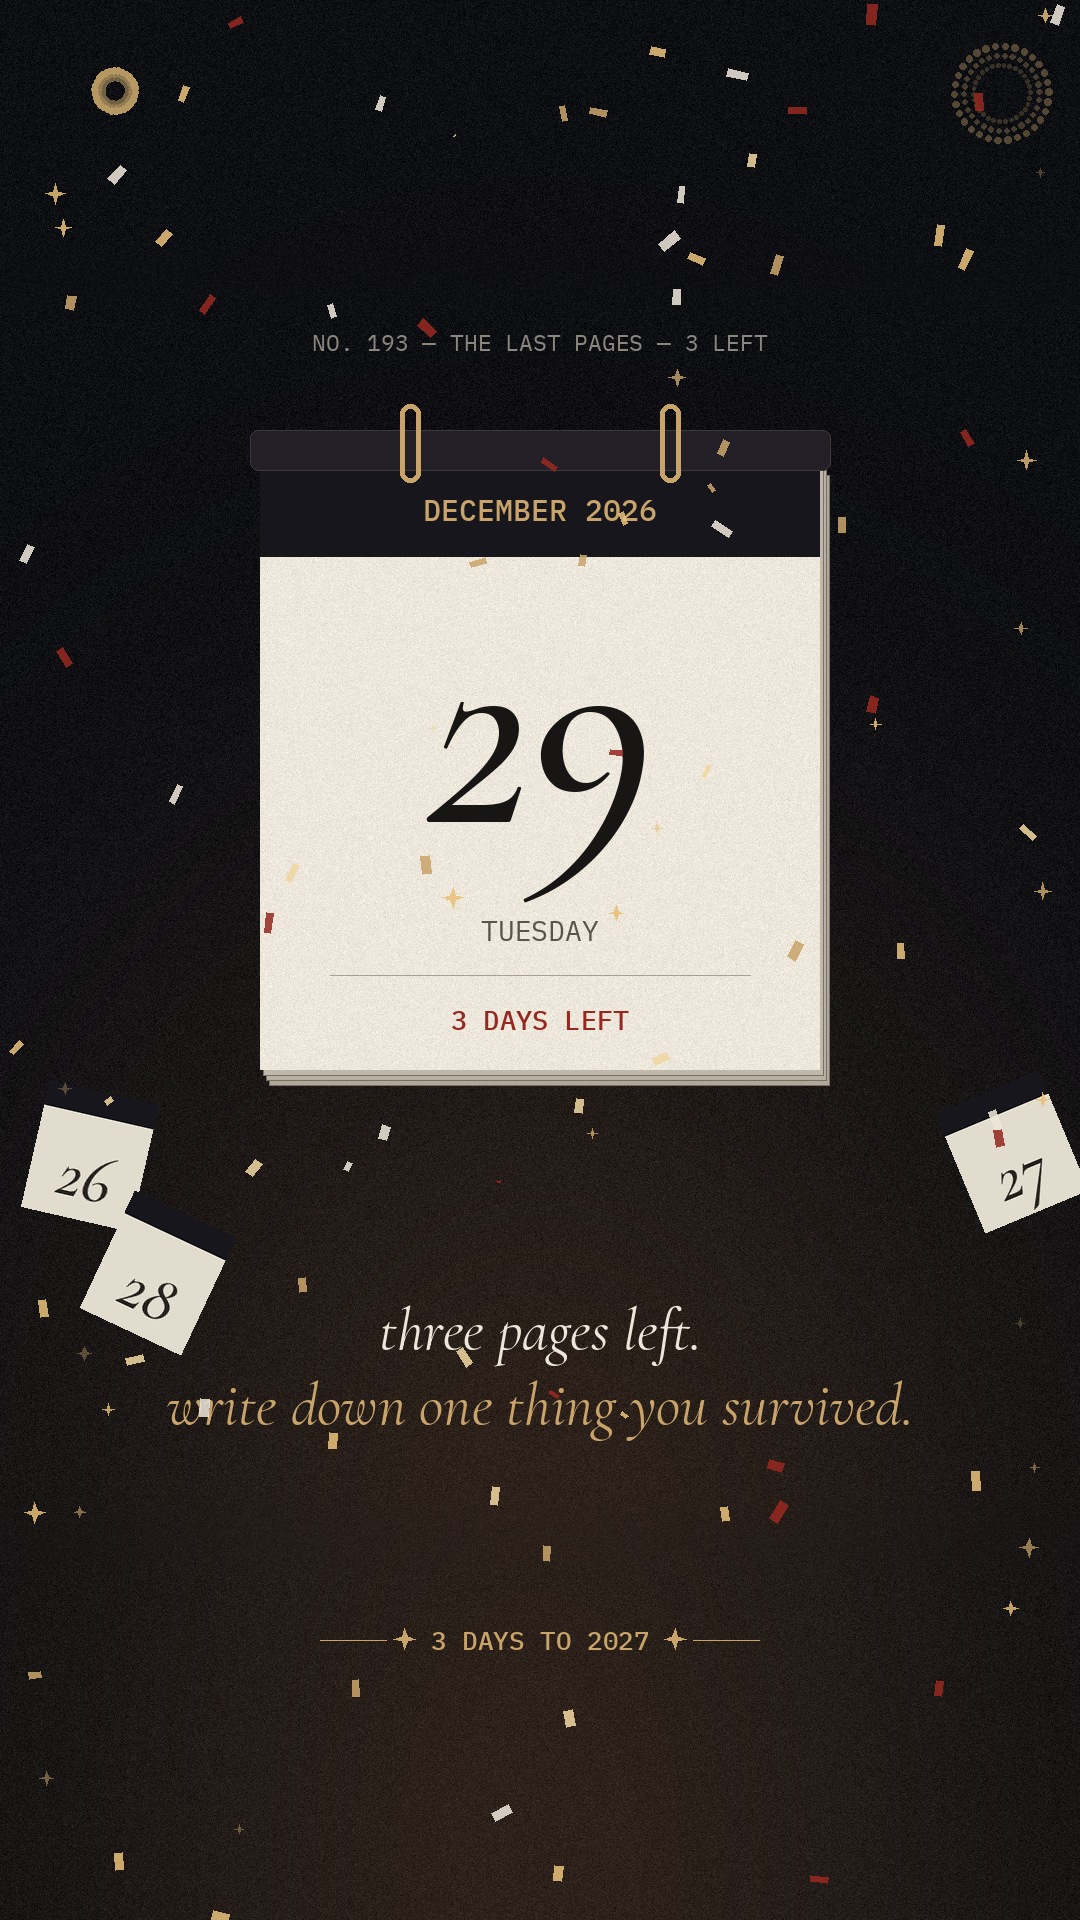 NO. 193 — THE LAST PAGES — 3 LEFT
DECEMBER 2026
29
TUESDAY
3 DAYS LEFT
26
27
28
three pages left.
write down one thing you survived.
3 DAYS TO 2027